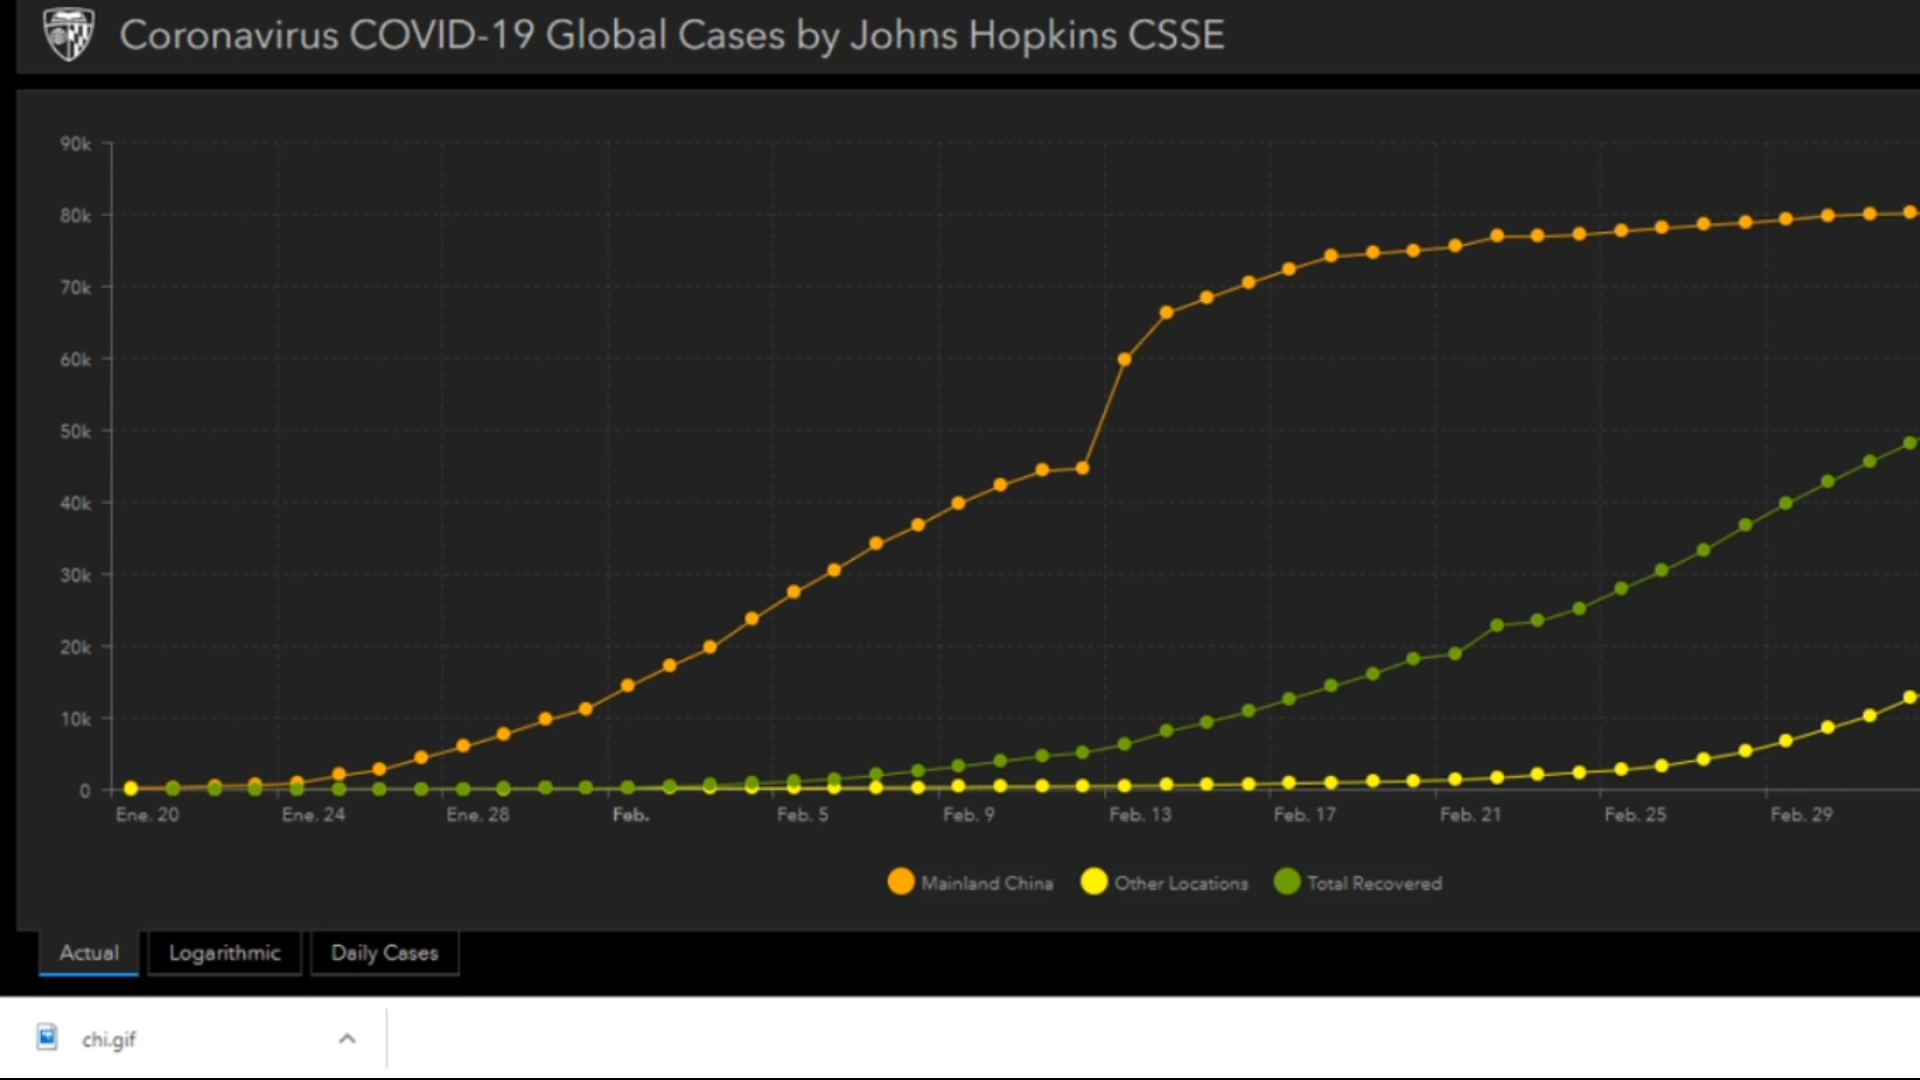 Coronavirus COVID-19 Global Cases by Johns Hopkins CSSE
90k
80k
70k
60k
50k
40k
30k
20k
10k
0
Ene. 20 Ene. 24 Ene. 28 Feb. Feb. 5 Feb. 9 Feb. 13 Feb. 17 Feb. 21 Feb. 25 Feb. 29
Mainland China Other Locations Total Recovered
Actual Logarithmic Daily Cases
chi.gif